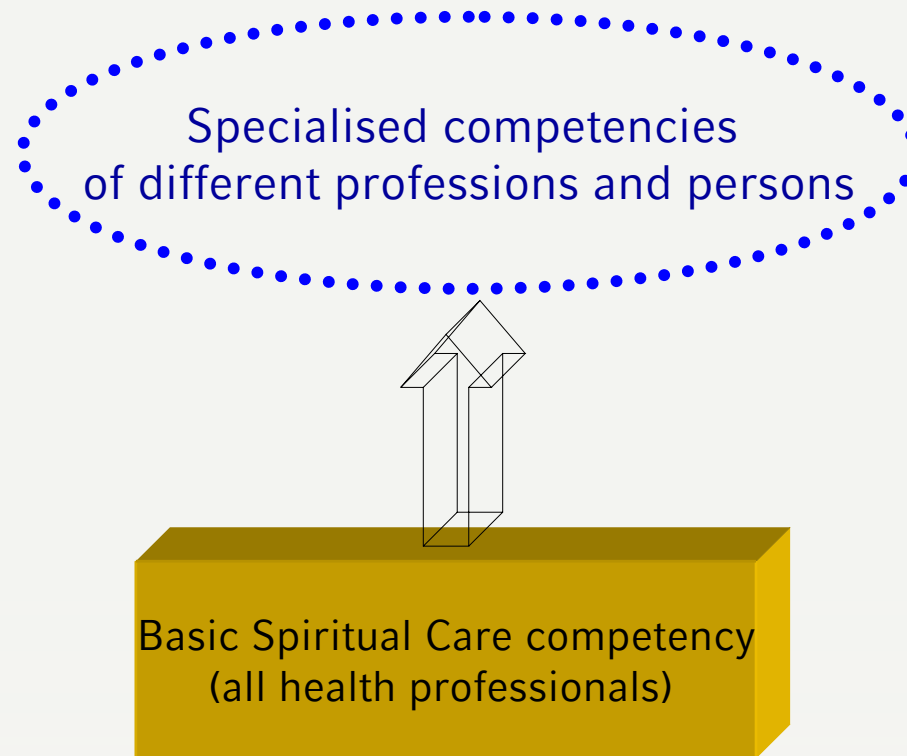 Specialised competencies
of different professions and persons
Basic Spiritual Care competency
(all health professionals)